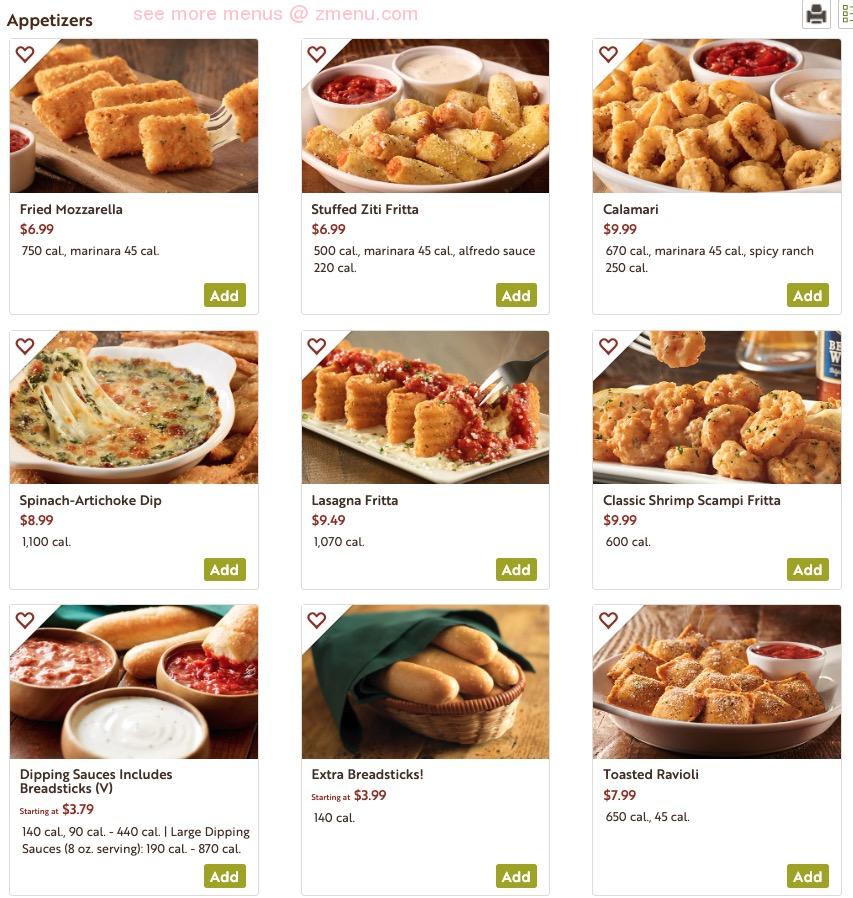 Appetizers
see more menus @ zmenu.com
Fried Mozzarella
$6.99
750 cal., marinara 45 cal.
Add
Stuffed Ziti Fritta
$6.99
500 cal., marinara 45 cal., alfredo sauce
220 cal.
Add
Calamari
$9.99
670 cal., marinara 45 cal., spicy ranch
250 cal.
Add
Spinach-Artichoke Dip
$8.99
1,100 cal.
Add
Lasagna Fritta
$9.49
1,070 cal.
Add
Classic Shrimp Scampi Fritta
$9.99
600 cal.
Add
Dipping Sauces Includes
Breadsticks (V)
Starting at $3.79
140 cal., 90 cal. - 440 cal. | Large Dipping
Sauces (8 oz. serving): 190 cal. - 870 cal.
Add
Extra Breadsticks!
Starting at $3.99
140 cal.
Add
Toasted Ravioli
$7.99
650 cal., 45 cal.
Add